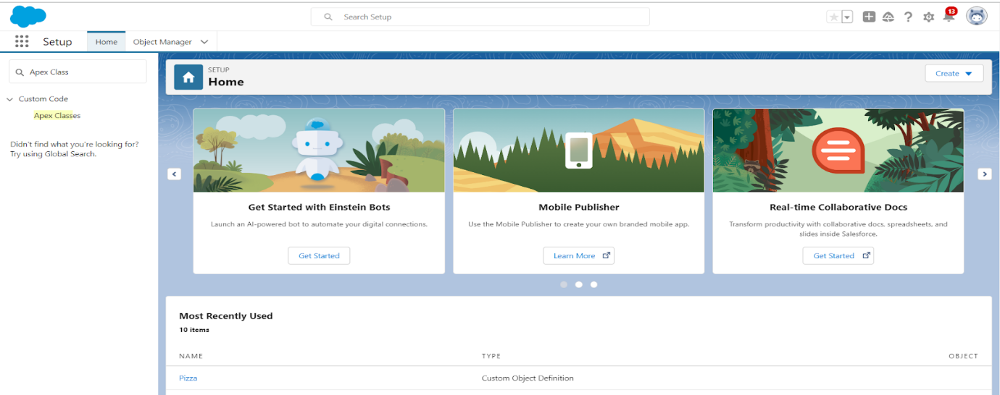 Search Setup
13
Setup
Home
Object Manager
Apex Class
Custom Code
Apex Classes
Didn't find what you're looking for?
Try using Global Search.
SETUP
Home
Create
Get Started with Einstein Bots
Launch an AI-powered bot to automate your digital connections.
Get Started
Mobile Publisher
Use the Mobile Publisher to create your own branded mobile app.
Learn More
Real-time Collaborative Docs
Transform productivity with collaborative docs, spreadsheets, and
slides inside Salesforce.
Get Started
Most Recently Used
10 items
NAME
TYPE
OBJECT
Pizza
Custom Object Definition